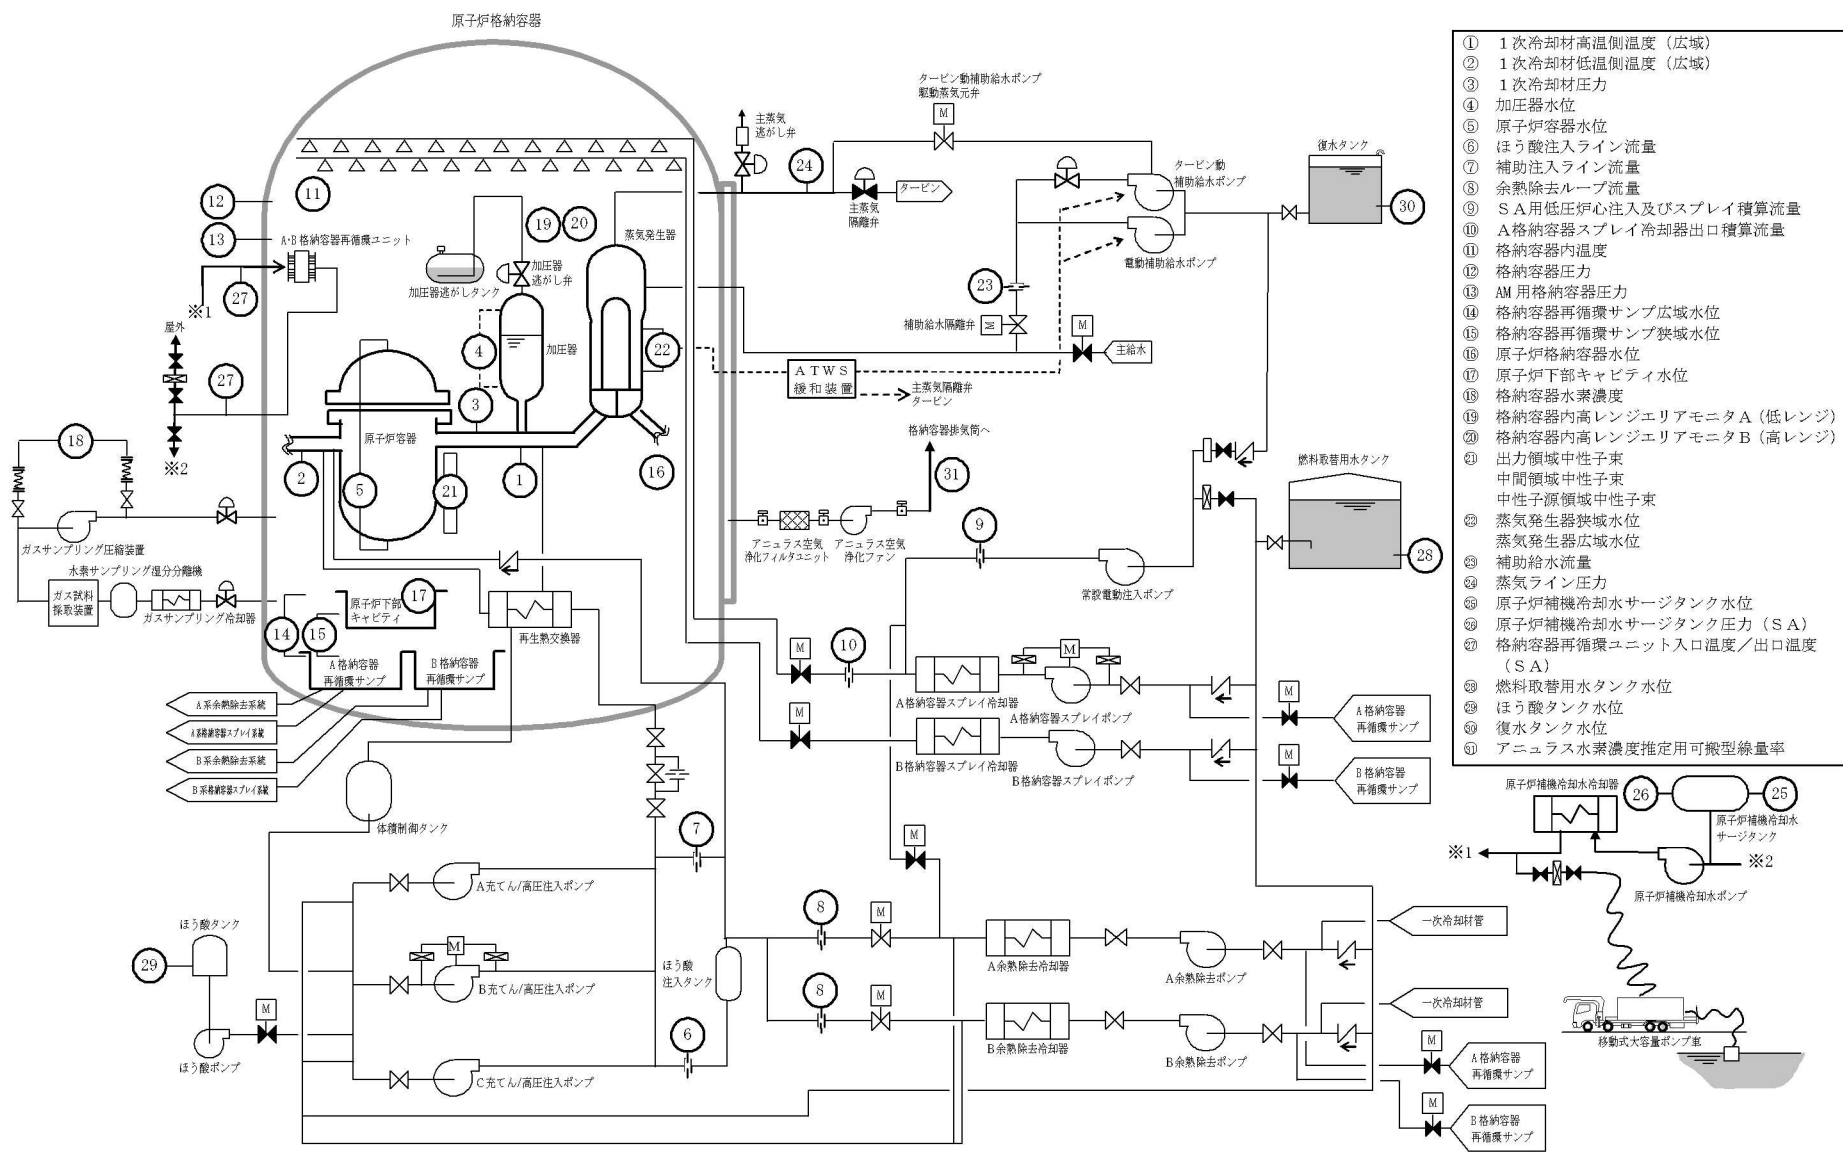 原子炉格納容器
① １次冷却材高温側温度（広域）
② １次冷却材低温側温度（広域）
③ １次冷却材圧力
④ 加圧器水位
⑤ 原子炉容器水位
⑥ ほう酸注入ライン流量
⑦ 補助注入ライン流量
⑧ 余熱除去ループ流量
⑨ ＳＡ用低圧炉心注入及びスプレイ積算流量
⑩ Ａ格納容器スプレイ冷却器出口積算流量
⑪ 格納容器内温度
⑫ 格納容器圧力
⑬ AM用格納容器圧力
⑭ 格納容器再循環サンプ広域水位
⑮ 格納容器再循環サンプ狭域水位
⑯ 原子炉格納容器水位
⑰ 原子炉下部キャビティ水位
⑱ 格納容器水素濃度
⑲ 格納容器内高レンジエリアモニタＡ（低レンジ）
⑳ 格納容器内高レンジエリアモニタＢ（高レンジ）
㉑ 出力領域中性子束
中間領域中性子束
中性子源領域中性子束
㉒ 蒸気発生器狭域水位
蒸気発生器広域水位
㉓ 補助給水流量
㉔ 蒸気ライン圧力
㉕ 原子炉補機冷却水サージタンク水位
㉖ 原子炉補機冷却水サージタンク圧力（ＳＡ）
㉗ 格納容器再循環ユニット入口温度／出口温度
（ＳＡ）
㉘ 燃料取替用水タンク水位
㉙ ほう酸タンク水位
㉚ 復水タンク水位
㉛ アニュラス水素濃度推定用可搬型線量率
タービン動補助給水ポンプ
駆動蒸気元弁
M
主蒸気
逃がし弁
24
タービン
主蒸気
隔離弁
タービン動
補助給水ポンプ
電動補助給水ポンプ
復水タンク
30
11
12
13
A・B格納容器再循環ユニット
27
※1
屋外
27
※2
19
20
加圧器逃がしタンク
加圧器
逃がし弁
蒸気発生器
4
加圧器
22
3
原子炉容器
2
5
21
1
16
23
補助給水隔離弁
M
M
主給水
ＡＴＷＳ
緩和装置
主蒸気隔離弁
タービン
格納容器排気筒へ
31
アニュラス空気
浄化フィルタユニット
アニュラス空気
浄化ファン
9
常設電動注入ポンプ
燃料取替用水タンク
28
18
ガスサンプリング圧縮装置
水素サンプリング湿分分離機
ガス試料
採取装置
ガスサンプリング冷却器
14
15
原子炉下部
キャビティ
17
再生熱交換器
A格納容器
再循環サンプ
B格納容器
再循環サンプ
A系余熱除去系統
A系格納容器スプレイ系統
B系余熱除去系統
B系格納容器スプレイ系統
M
10
A格納容器スプレイ冷却器
M
A格納容器スプレイポンプ
M
A格納容器
再循環サンプ
M
B格納容器スプレイ冷却器
B格納容器スプレイポンプ
M
B格納容器
再循環サンプ
体積制御タンク
7
M
A充てん/高圧注入ポンプ
M
B充てん/高圧注入ポンプ
C充てん/高圧注入ポンプ
ほう酸タンク
29
M
ほう酸ポンプ
ほう酸
注入タンク
6
8
M
A余熱除去冷却器
A余熱除去ポンプ
一次冷却材管
8
M
B余熱除去冷却器
B余熱除去ポンプ
一次冷却材管
M
A格納容器
再循環サンプ
M
B格納容器
再循環サンプ
原子炉補機冷却水冷却器
26
25
原子炉補機冷却水
サージタンク
※1
※2
原子炉補機冷却水ポンプ
移動式大容量ポンプ車